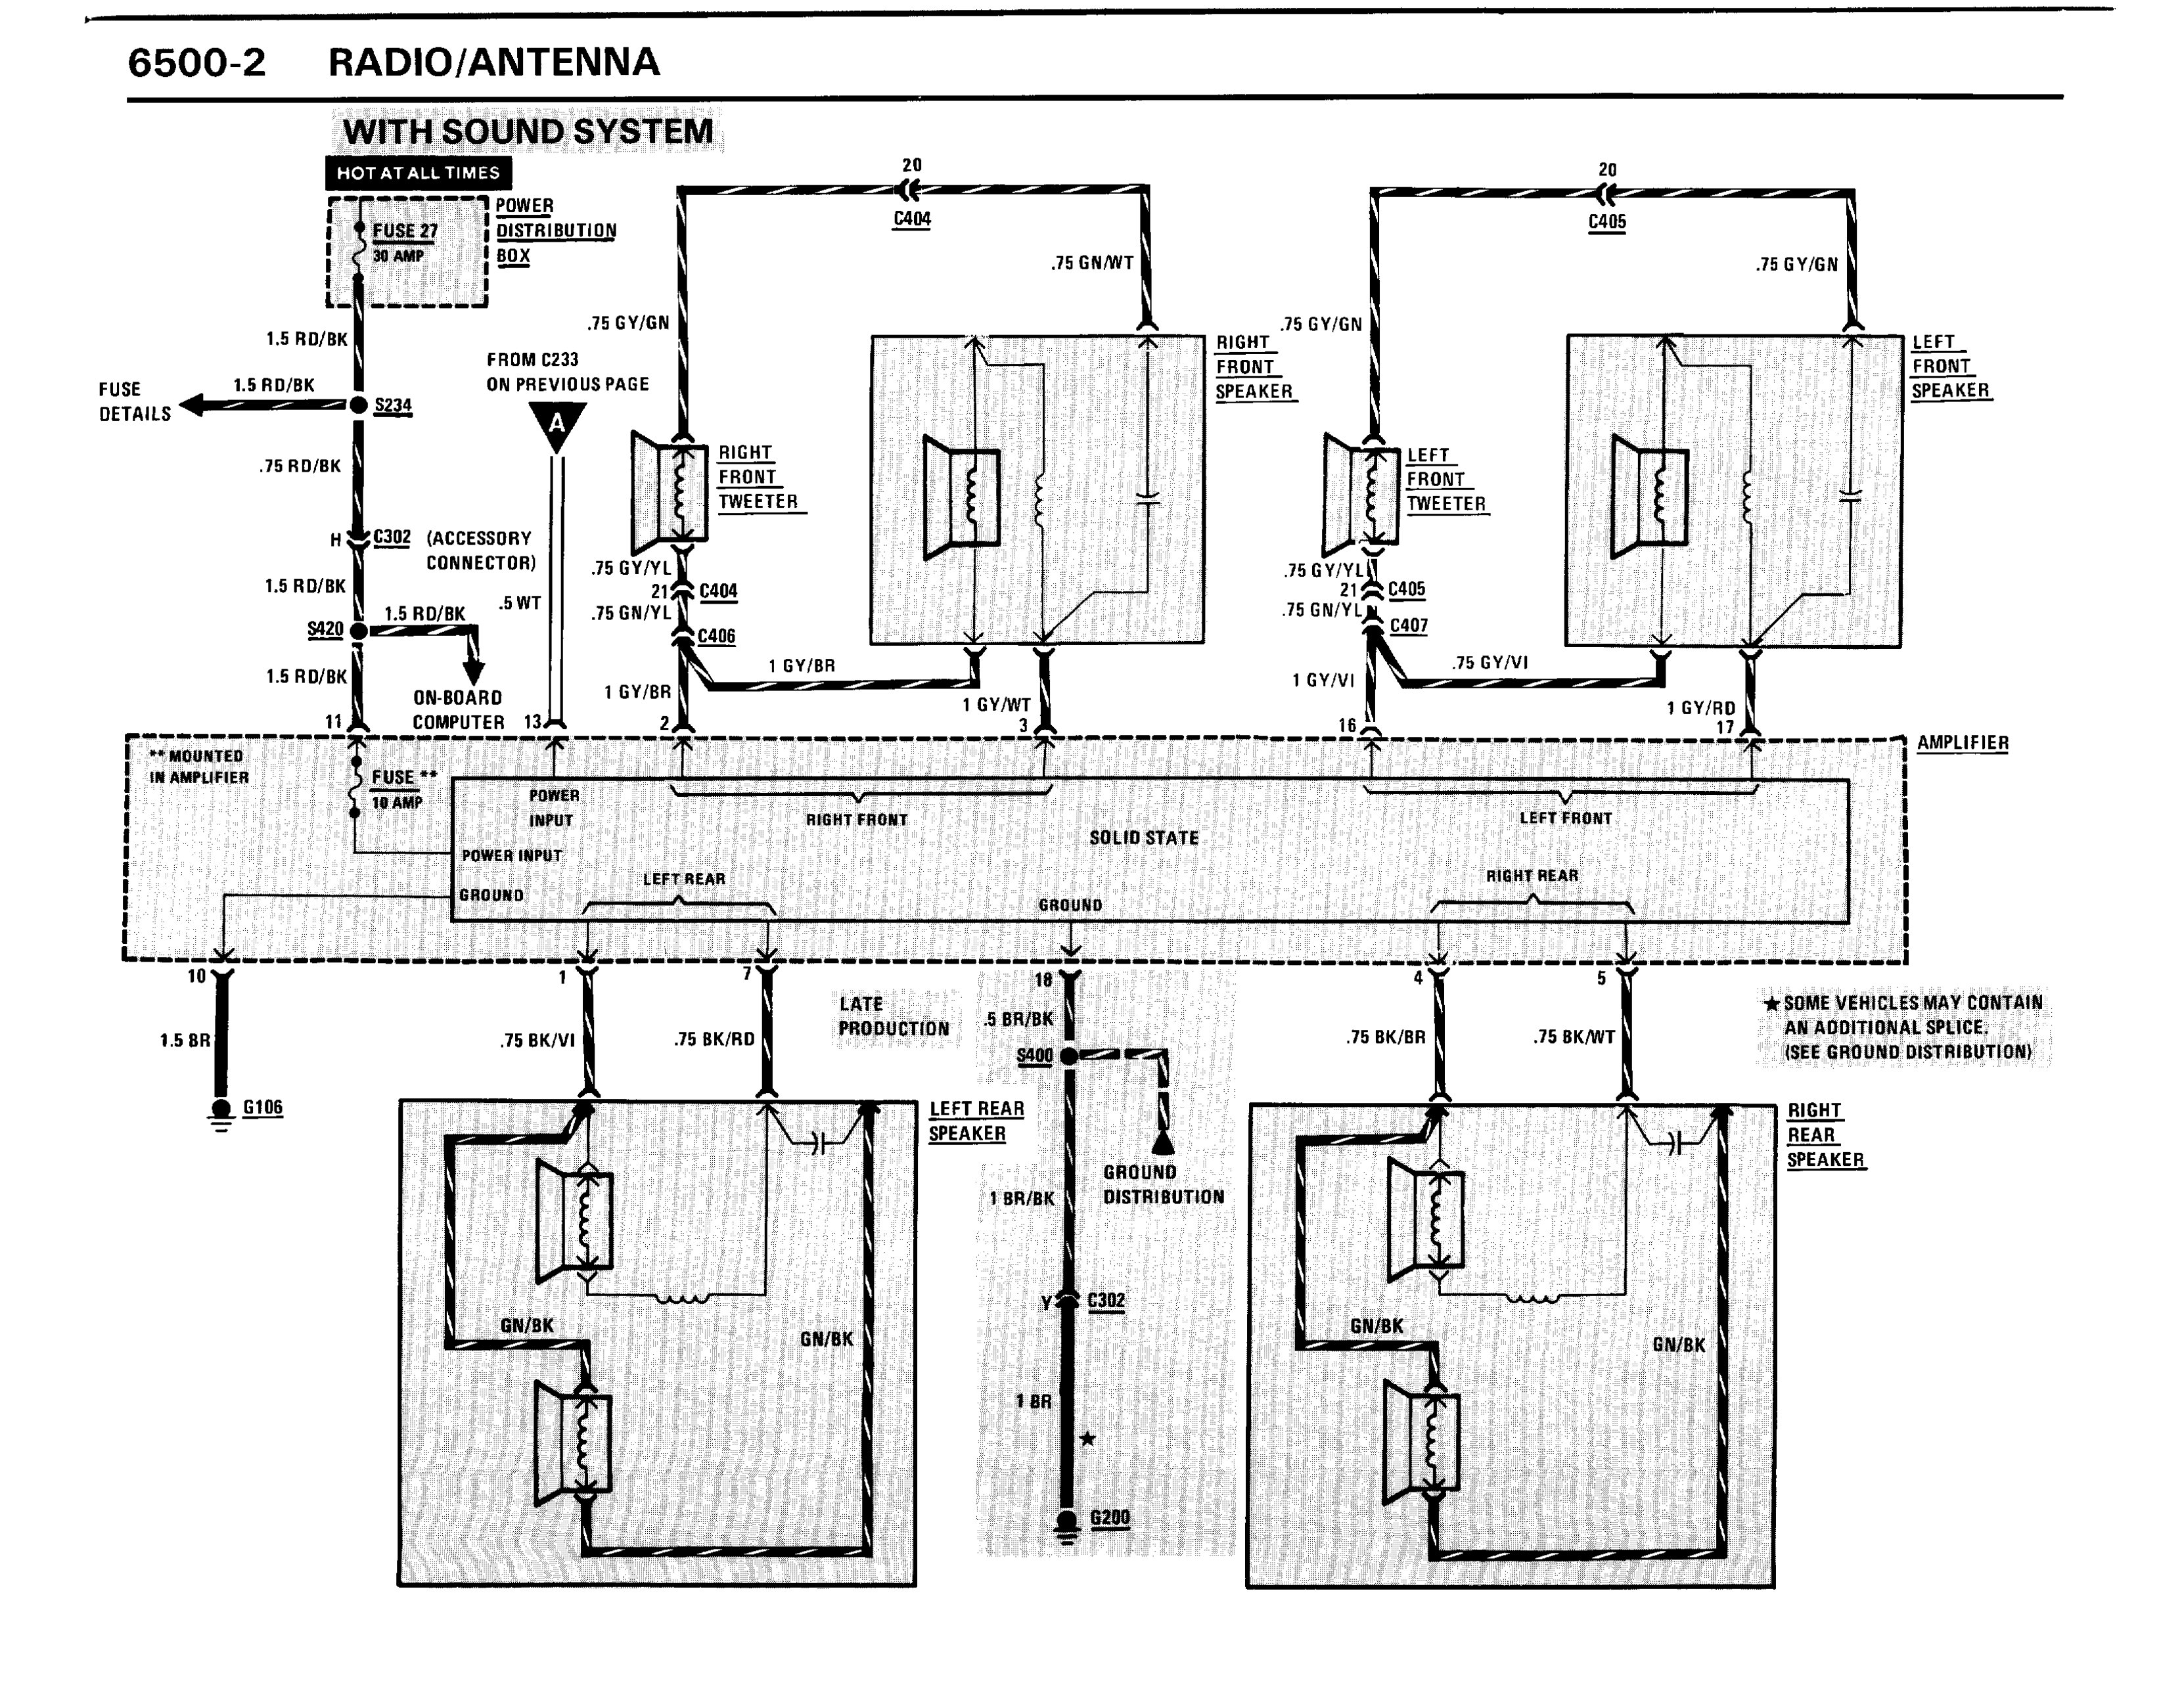 6500-2 RADIO/ANTENNA
WITH SOUND SYSTEM
HOT AT ALL TIMES
POWER
DISTRIBUTION
BOX
FUSE 27
30 AMP
1.5 RD/BK
FUSE
DETAILS
1.5 RD/BK
S234
.75 RD/BK
H
C302
(ACCESSORY
CONNECTOR)
1.5 RD/BK
S420
1.5 RD/BK
1.5 RD/BK
ON-BOARD
COMPUTER
11
FROM C233
ON PREVIOUS PAGE
A
.5 WT
13
20
C404
.75 GN/WT
.75 GY/GN
RIGHT
FRONT
TWEETER
RIGHT
FRONT
SPEAKER
.75 GY/YL
21
C404
.75 GN/YL
C406
1 GY/BR
1 GY/BR
2
1 GY/WT
3
20
C405
.75 GY/GN
.75 GY/GN
LEFT
FRONT
TWEETER
LEFT
FRONT
SPEAKER
.75 GY/YL
21
C405
.75 GN/YL
C407
.75 GY/VI
1 GY/VI
16
1 GY/RD
17
AMPLIFIER
** MOUNTED
IN AMPLIFIER
FUSE **
10 AMP
POWER
INPUT
RIGHT FRONT
LEFT FRONT
SOLID STATE
POWER INPUT
GROUND
LEFT REAR
GROUND
RIGHT REAR
10
1
7
18
4
5
1.5 BR
G106
.75 BK/VI
.75 BK/RD
LATE
PRODUCTION
.5 BR/BK
S400
GROUND
DISTRIBUTION
1 BR/BK
Y
C302
1 BR
★
G200
.75 BK/BR
.75 BK/WT
★SOME VEHICLES MAY CONTAIN
AN ADDITIONAL SPLICE.
(SEE GROUND DISTRIBUTION)
LEFT REAR
SPEAKER
GN/BK
GN/BK
RIGHT
REAR
SPEAKER
GN/BK
GN/BK